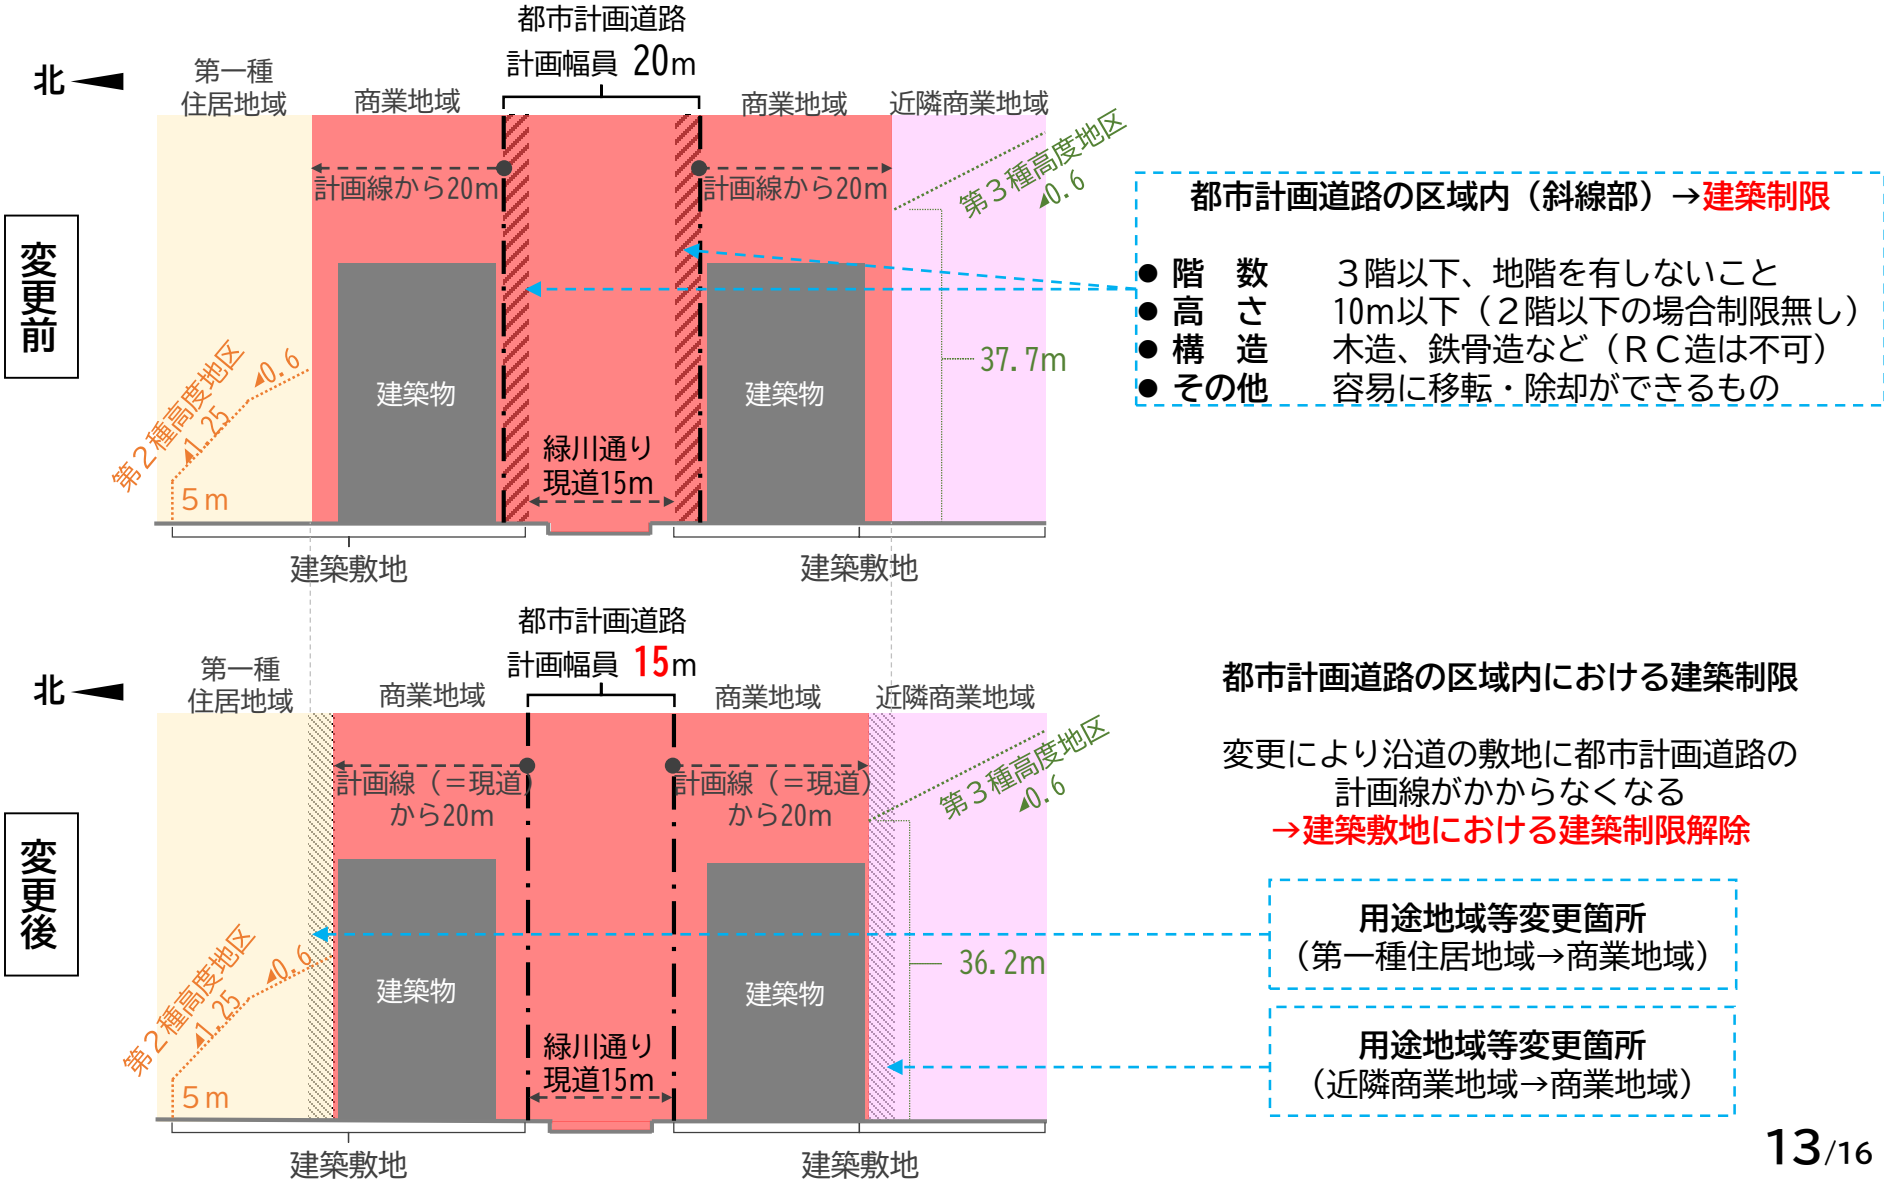 都市計画道路
計画幅員 20m
北
第一種
住居地域
商業地域
商業地域
近隣商業地域
計画線から20m
計画線から20m
第３種高度地区
0.6
変更前
37.7m
第２種高度地区
1.25
0.6
5m
建築物
建築物
緑川通り
現道15m
建築敷地
建築敷地
都市計画道路の区域内（斜線部）→建築制限
● 階　数　３階以下、地階を有しないこと
● 高　さ　10m以下（２階以下の場合制限無し）
● 構　造　木造、鉄骨造など（ＲＣ造は不可）
● その他　容易に移転・除却ができるもの
都市計画道路
計画幅員 15m
北
第一種
住居地域
商業地域
商業地域
近隣商業地域
計画線（＝現道）
から20m
計画線（＝現道）
から20m
第３種高度地区
0.6
変更後
36.2m
第２種高度地区
1.25
0.6
5m
建築物
建築物
緑川通り
現道15m
建築敷地
建築敷地
都市計画道路の区域内における建築制限
変更により沿道の敷地に都市計画道路の
計画線がかからなくなる
→建築敷地における建築制限解除
用途地域等変更箇所
（第一種住居地域→商業地域）
用途地域等変更箇所
（近隣商業地域→商業地域）
13/16